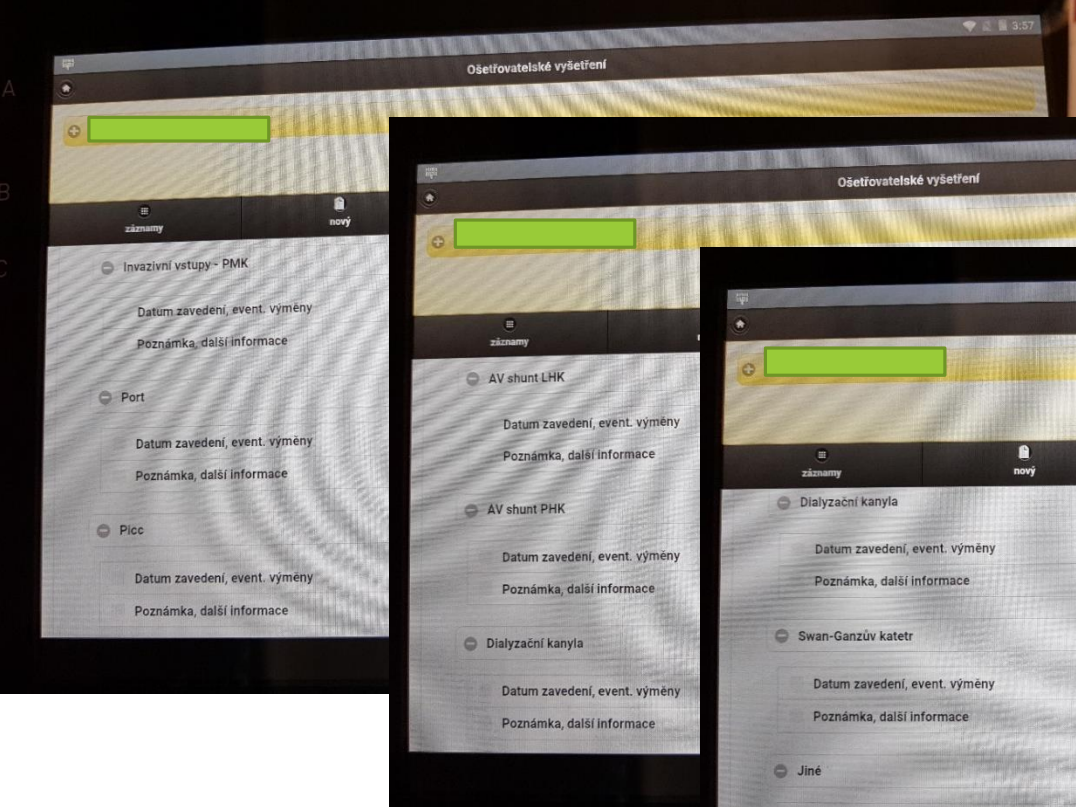 A
B
C
3:57
Ošetřovatelské vyšetření
záznamy
nový
Invazivní vstupy - PMK
Datum zavedení, event. výměny
Poznámka, další informace
Port
Datum zavedení, event. výměny
Poznámka, další informace
Picc
Datum zavedení, event. výměny
Poznámka, další informace
Ošetřovatelské vyšetření
záznamy
AV shunt LHK
Datum zavedení, event. výměny
Poznámka, další informace
AV shunt PHK
Datum zavedení, event. výměny
Poznámka, další informace
Dialyzační kanyla
Datum zavedení, event. výměny
Poznámka, další informace
záznamy
nový
Dialyzační kanyla
Datum zavedení, event. výměny
Poznámka, další informace
Swan-Ganzův katetr
Datum zavedení, event. výměny
Poznámka, další informace
Jiné